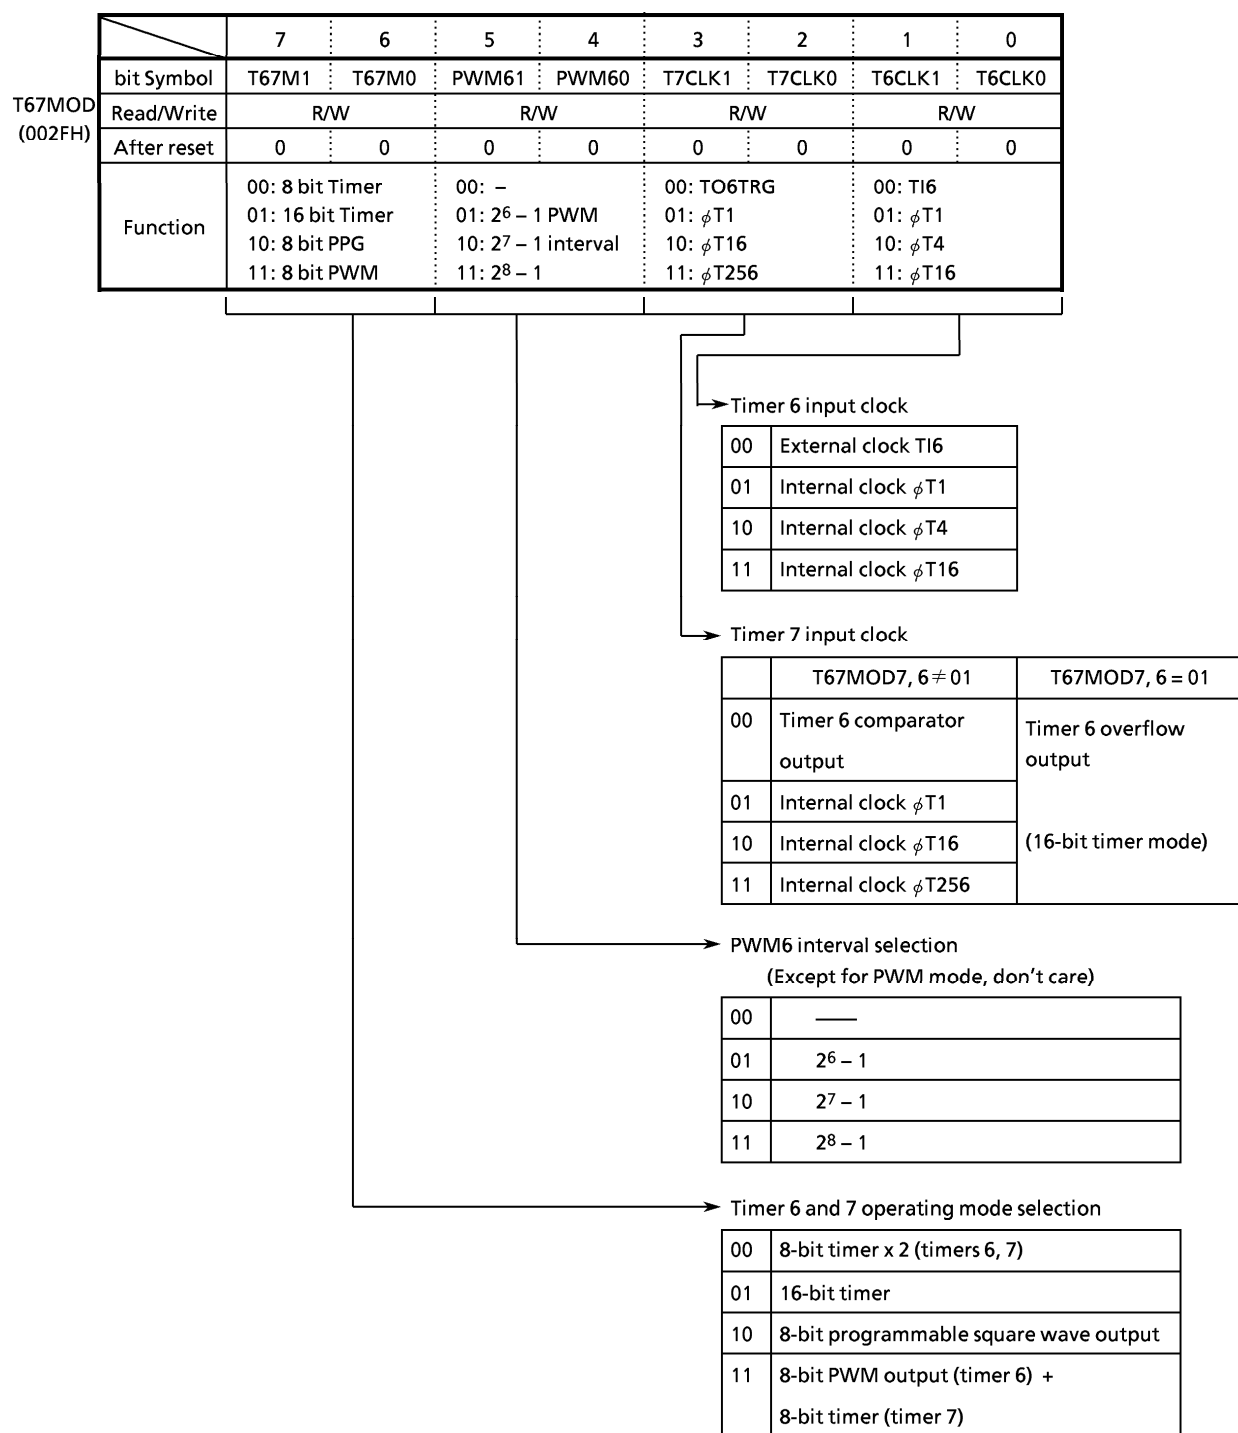 7 6 5 4 3 2 1 0
bit Symbol T67M1 T67M0 PWM61 PWM60 T7CLK1 T7CLK0 T6CLK1 T6CLK0
T67MOD
(002FH)
Read/Write R/W R/W R/W R/W
After reset 0 0 0 0 0 0 0 0
Function
00: 8 bit Timer 00: – 00: TO6TRG 00: TI6
01: 16 bit Timer 01: 2⁶ – 1 PWM 01: ϕT1 01: ϕT1
10: 8 bit PPG 10: 2⁷ – 1 interval 10: ϕT16 10: ϕT4
11: 8 bit PWM 11: 2⁸ – 1 11: ϕT256 11: ϕT16
Timer 6 input clock
00 External clock TI6
01 Internal clock ϕT1
10 Internal clock ϕT4
11 Internal clock ϕT16
Timer 7 input clock
T67MOD7, 6 ≠ 01 T67MOD7, 6 = 01
00 Timer 6 comparator
output
Timer 6 overflow
output
01 Internal clock ϕT1
10 Internal clock ϕT16
(16-bit timer mode)
11 Internal clock ϕT256
PWM6 interval selection
(Except for PWM mode, don't care)
00 ——
01 2⁶ – 1
10 2⁷ – 1
11 2⁸ – 1
Timer 6 and 7 operating mode selection
00 8-bit timer x 2 (timers 6, 7)
01 16-bit timer
10 8-bit programmable square wave output
11 8-bit PWM output (timer 6) +
8-bit timer (timer 7)